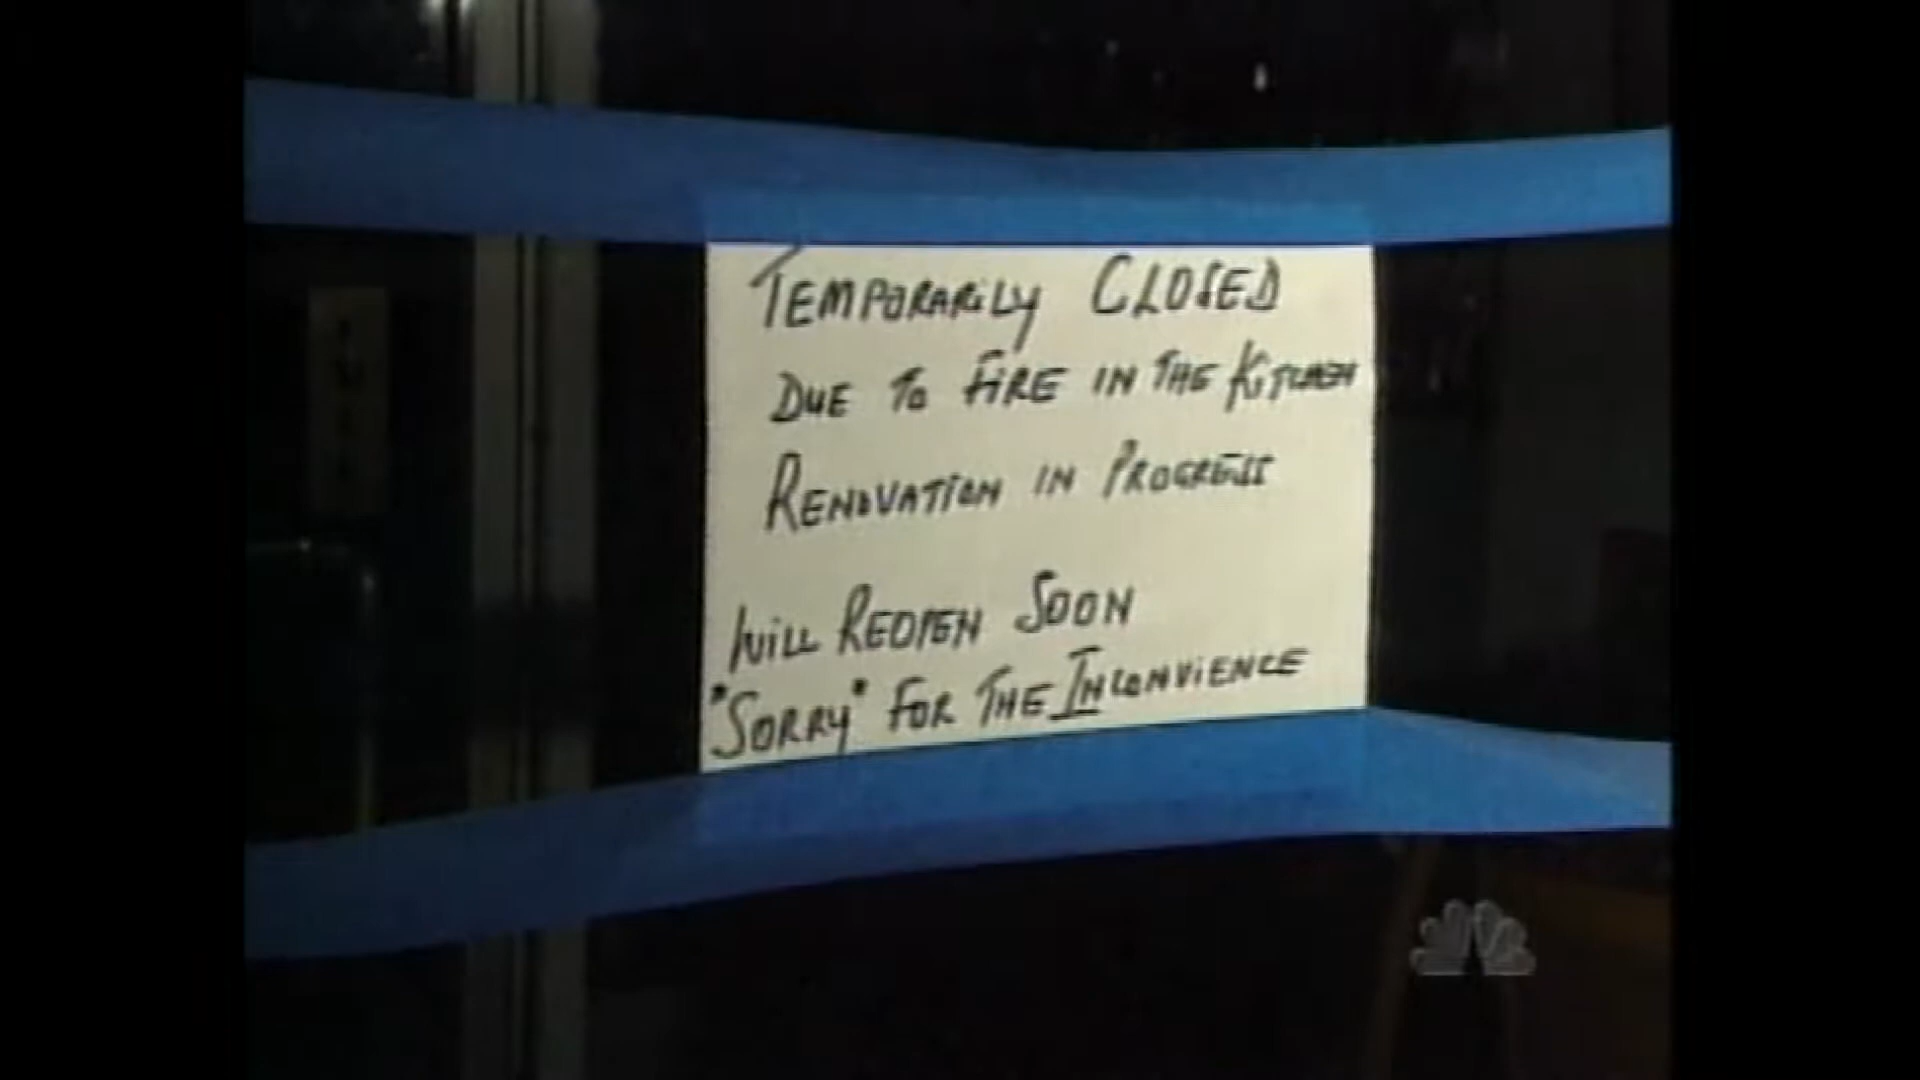 TEMPORARILY CLOSED
DUE TO FIRE IN THE KITCHEN
RENOVATION IN PROGRESS
WILL REOPEN SOON
"SORRY" FOR THE INCONVIENCE